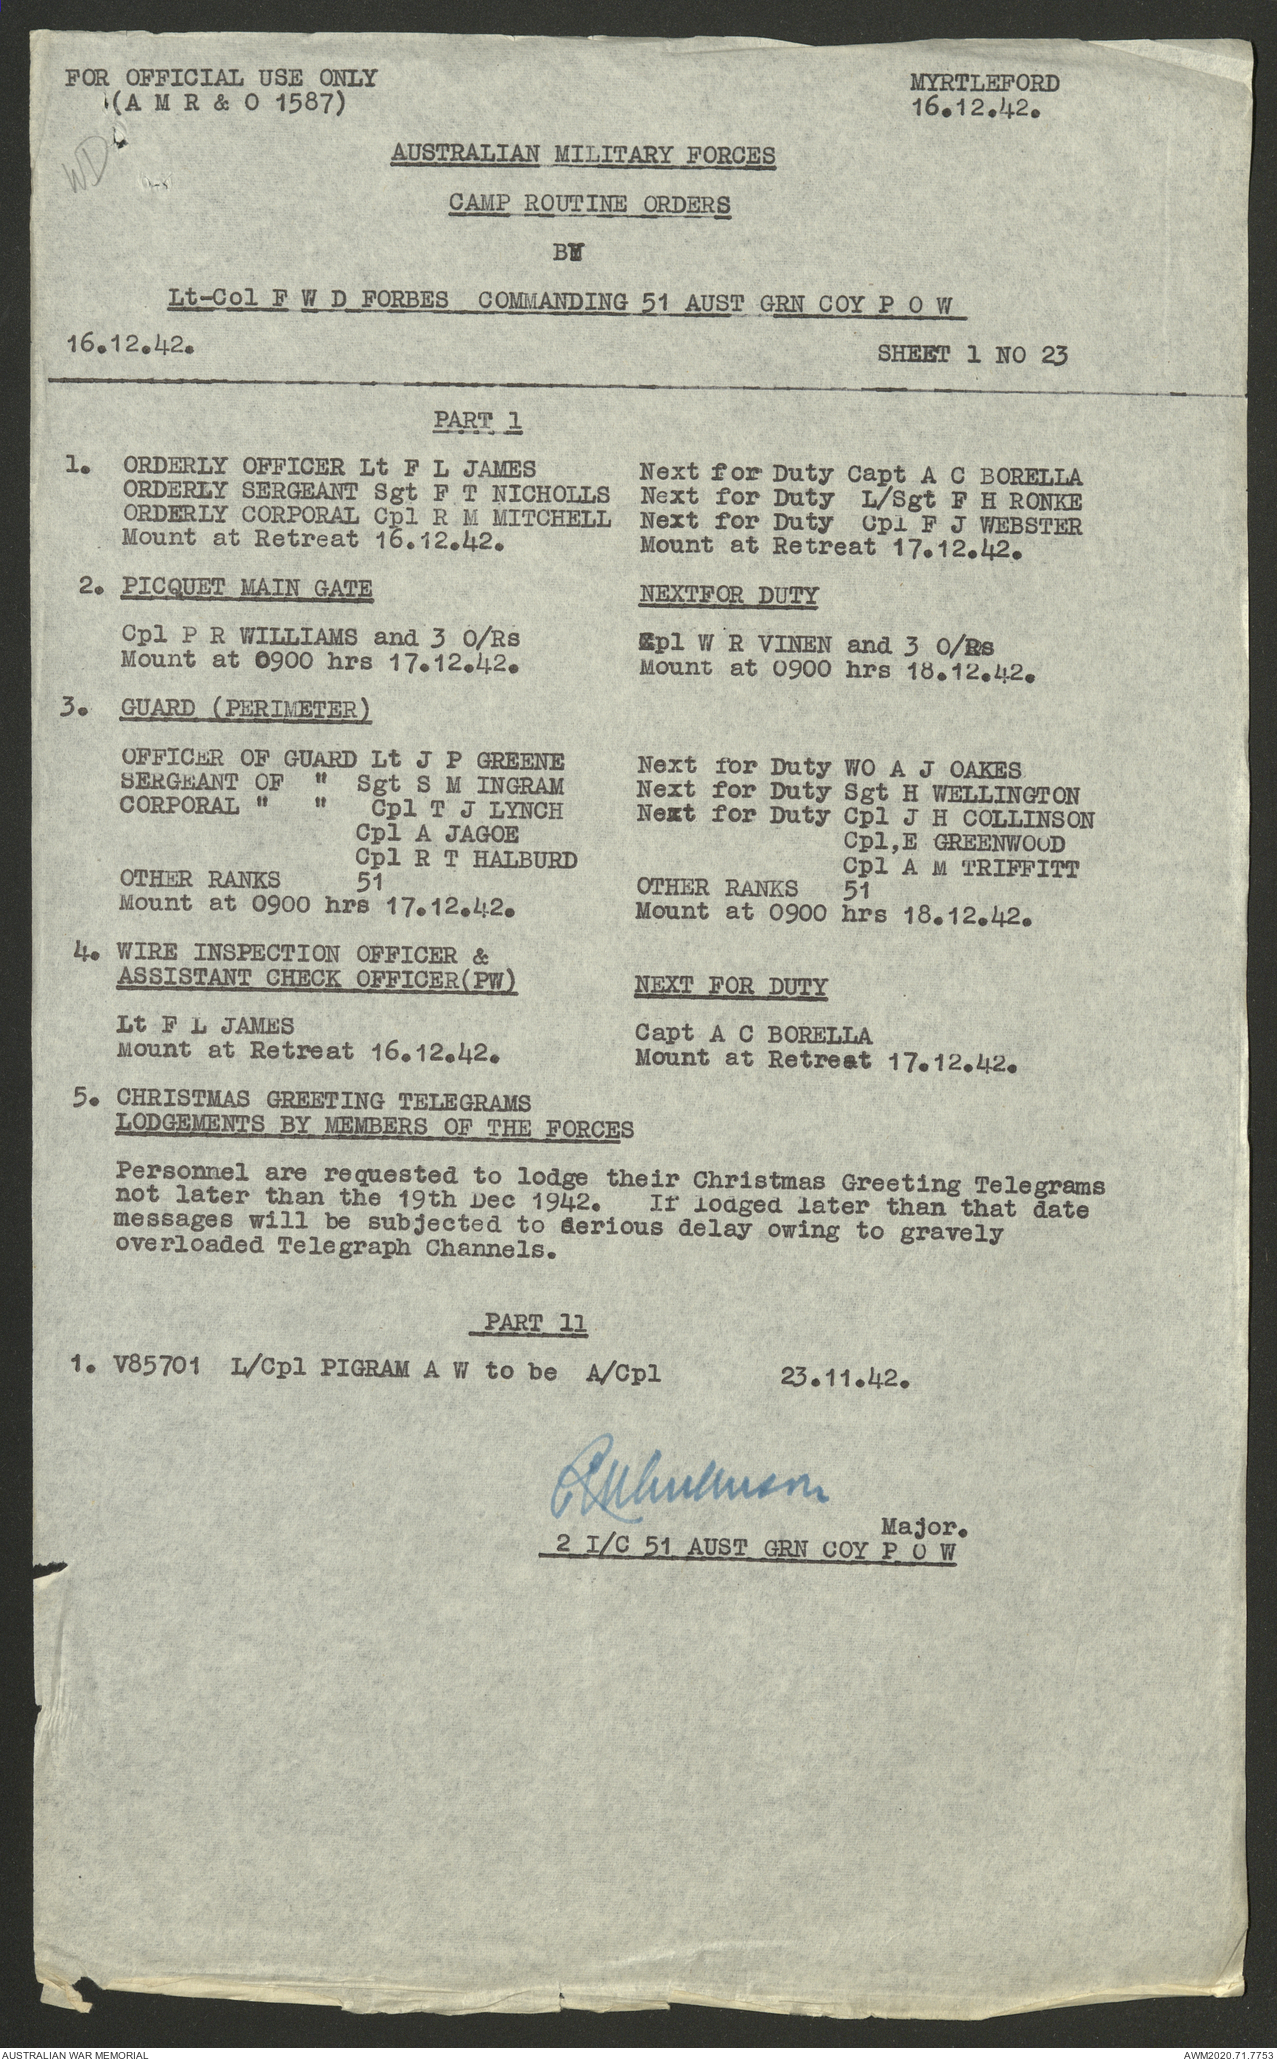 FOR OFFICIAL USE ONLY
(A M R & O 1587)
MYRTLEFORD
16.12.42.
WD
AUSTRALIAN MILITARY FORCES
CAMP ROUTINE ORDERS
BY
Lt-Col F W D FORBES COMMANDING 51 AUST GRN COY P O W
16.12.42.
SHEET 1 NO 23
PART 1
1. ORDERLY OFFICER Lt F L JAMES Next for Duty Capt A C BORELLA
ORDERLY SERGEANT Sgt F T NICHOLLS Next for Duty L/Sgt F H RONKE
ORDERLY CORPORAL Cpl R M MITCHELL Next for Duty Cpl F J WEBSTER
Mount at Retreat 16.12.42. Mount at Retreat 17.12.42.
2. PICQUET MAIN GATE NEXTFOR DUTY
Cpl P R WILLIAMS and 3 O/Rs Cpl W R VINEN and 3 O/Rs
Mount at 0900 hrs 17.12.42. Mount at 0900 hrs 18.12.42.
3. GUARD (PERIMETER)
OFFICER OF GUARD Lt J P GREENE Next for Duty WO A J OAKES
SERGEANT OF " Sgt S M INGRAM Next for Duty Sgt H WELLINGTON
CORPORAL " " Cpl T J LYNCH Next for Duty Cpl J H COLLINSON
Cpl A JAGOE Cpl,E GREENWOOD
Cpl R T HALBURD Cpl A M TRIFFITT
OTHER RANKS 51 OTHER RANKS 51
Mount at 0900 hrs 17.12.42. Mount at 0900 hrs 18.12.42.
4. WIRE INSPECTION OFFICER &
ASSISTANT CHECK OFFICER(PW) NEXT FOR DUTY
Lt F L JAMES Capt A C BORELLA
Mount at Retreat 16.12.42. Mount at Retreat 17.12.42.
5. CHRISTMAS GREETING TELEGRAMS
LODGEMENTS BY MEMBERS OF THE FORCES
Personnel are requested to lodge their Christmas Greeting Telegrams
not later than the 19th Dec 1942. If lodged later than that date
messages will be subjected to serious delay owing to gravely
overloaded Telegraph Channels.
PART 11
1. V85701 L/Cpl PIGRAM A W to be A/Cpl 23.11.42.
Major.
2 I/C 51 AUST GRN COY P O W
AUSTRALIAN WAR MEMORIAL
AWM2020.71.7753